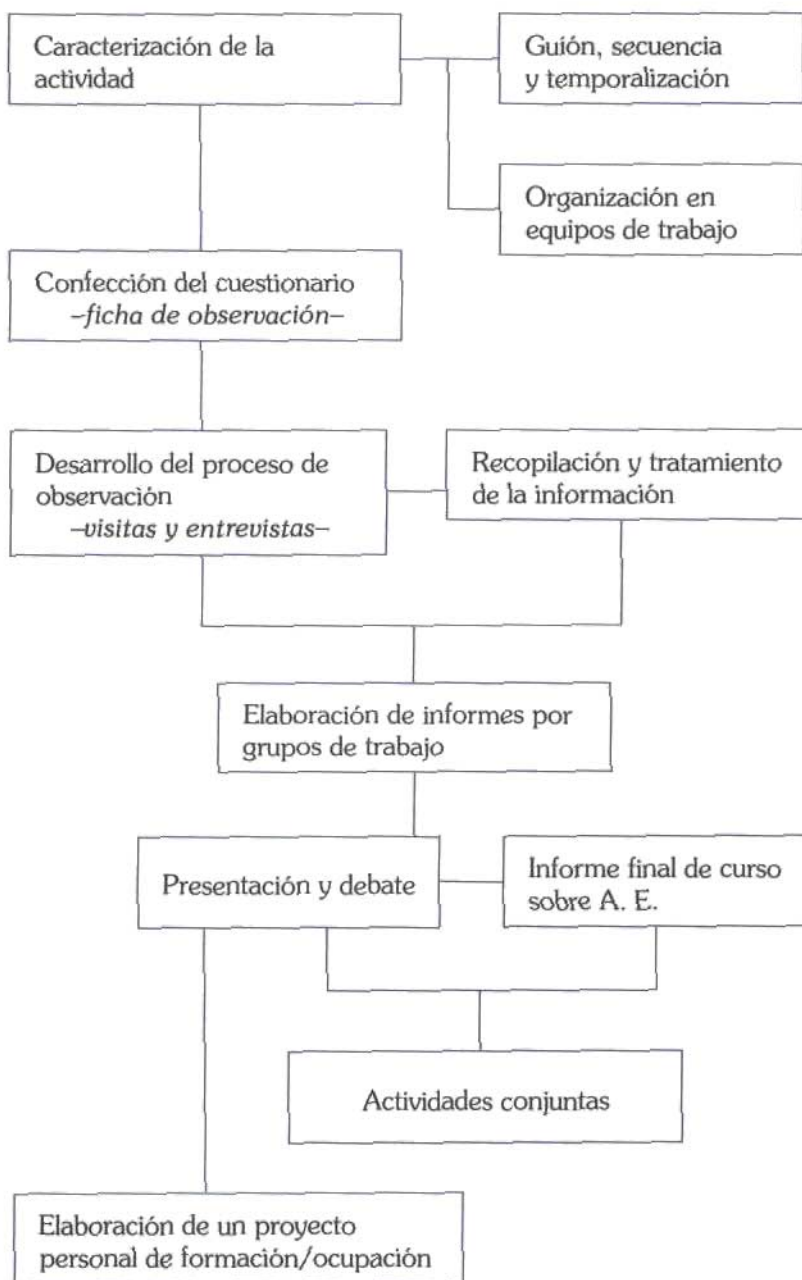 Caracterización de la
actividad
Guión, secuencia
y temporalización
Organización en
equipos de trabajo
Confección del cuestionario
–ficha de observación–
Desarrollo del proceso de
observación
–visitas y entrevistas–
Recopilación y tratamiento
de la información
Elaboración de informes por
grupos de trabajo
Presentación y debate
Informe final de curso
sobre A. E.
Actividades conjuntas
Elaboración de un proyecto
personal de formación/ocupación